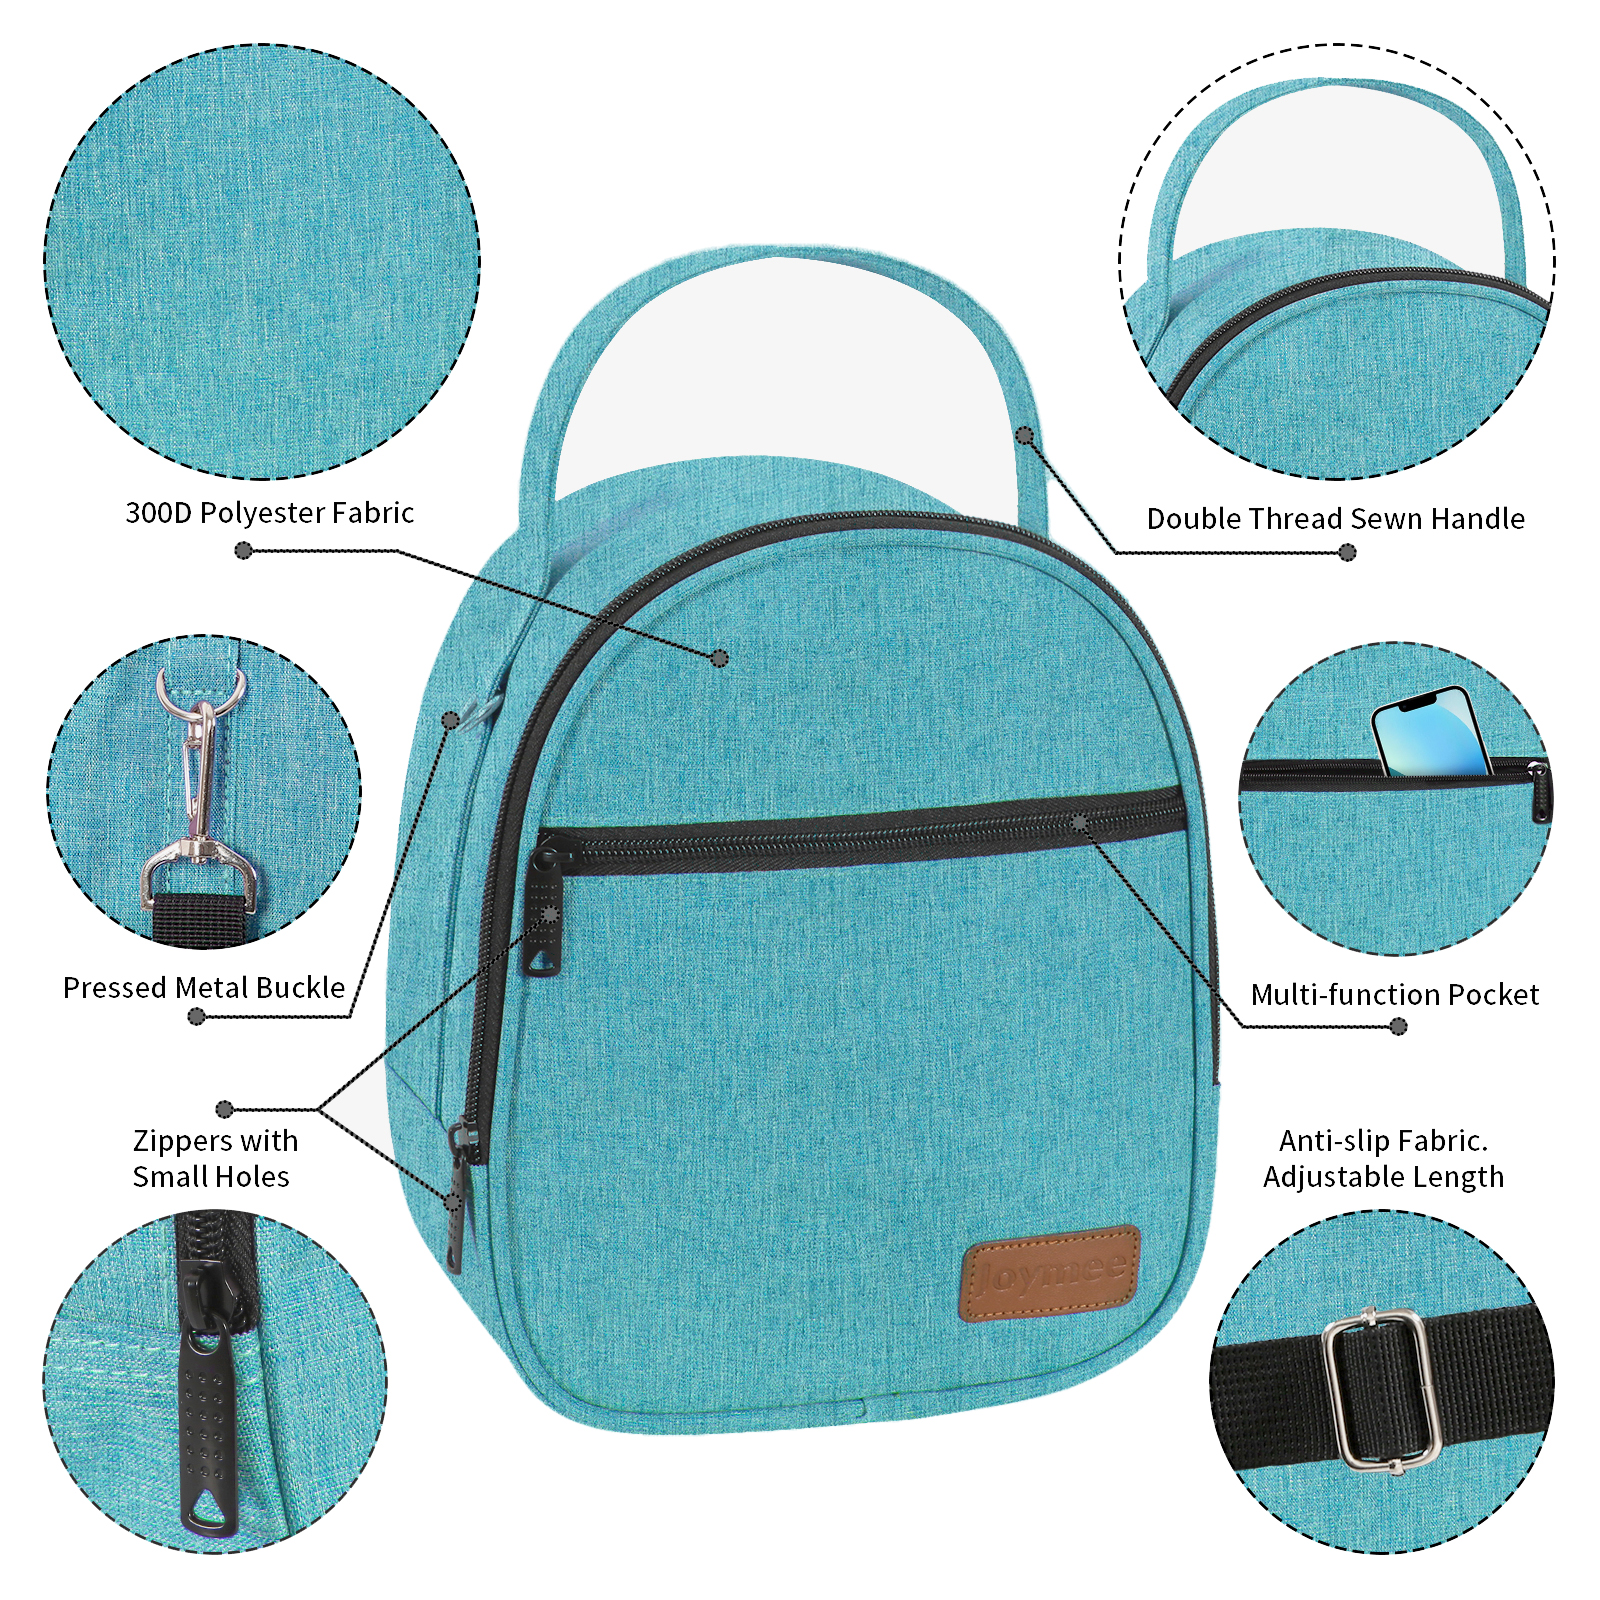 300D Polyester Fabric
Double Thread Sewn Handle
Pressed Metal Buckle
Multi-function Pocket
Zippers with
Small Holes
Anti-slip Fabric.
Adjustable Length
Joymee